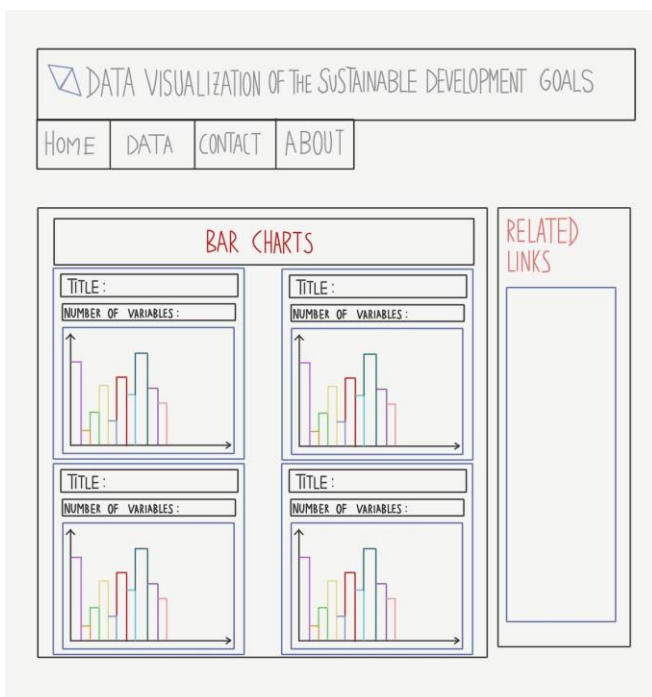 DATA VISUALIZATION OF THE SUSTAINABLE DEVELOPMENT GOALS
HOME DATA CONTACT ABOUT
BAR CHARTS
TITLE:
NUMBER OF VARIABLES:
TITLE:
NUMBER OF VARIABLES:
TITLE:
NUMBER OF VARIABLES:
TITLE:
NUMBER OF VARIABLES:
RELATED
LINKS